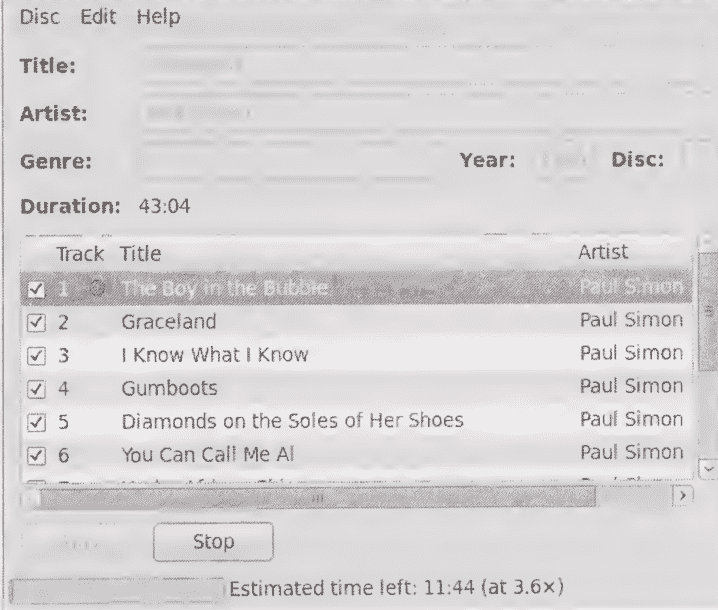 Disc Edit Help
Title:
Artist:
Genre: Year: Disc:
Duration: 43:04
Track Title Artist
1 The Boy in the Bubble Paul Simon
2 Graceland Paul Simon
3 I Know What I Know Paul Simon
4 Gumboots Paul Simon
5 Diamonds on the Soles of Her Shoes Paul Simon
6 You Can Call Me Al Paul Simon
Stop
Estimated time left: 11:44 (at 3.6×)